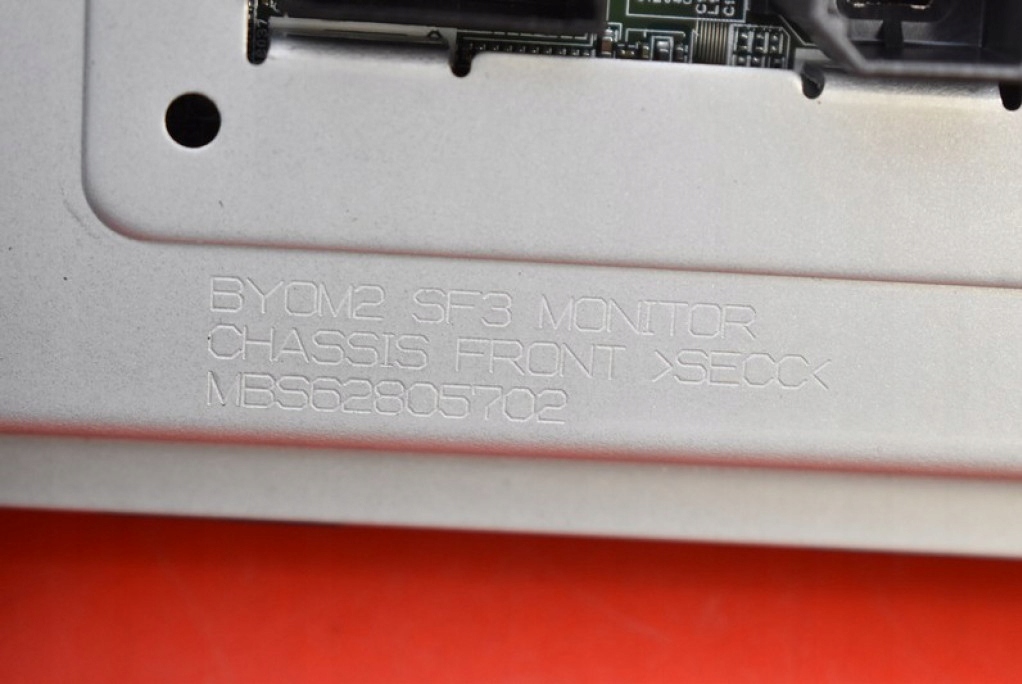 BYOM2 SF3 MONITOR
CHASSIS FRONT >SECC<
MBS62805702